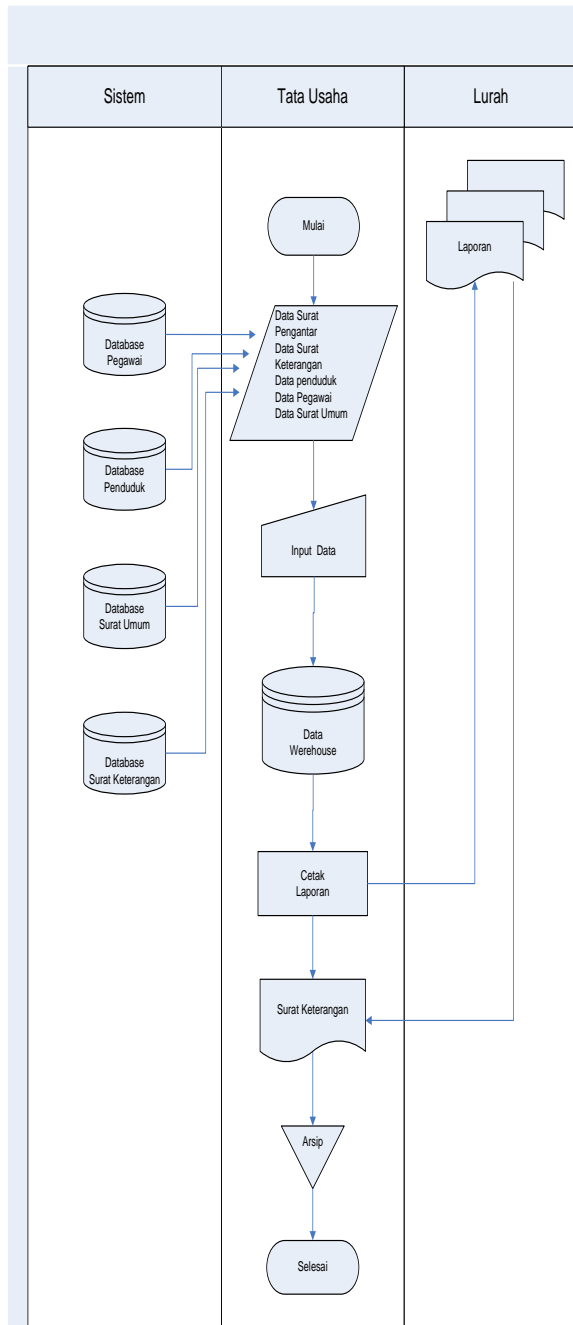 Sistem
Tata Usaha
Lurah
Mulai
Laporan
Data Surat
Pengantar
Data Surat
Keterangan
Data penduduk
Data Pegawai
Data Surat Umum
Database
Pegawai
Database
Penduduk
Input Data
Database
Surat Umum
Data
Werehouse
Database
Surat Keterangan
Cetak
Laporan
Surat Keterangan
Arsip
Selesai